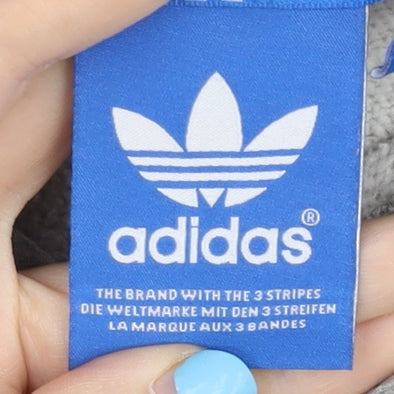 adidas®
THE BRAND WITH THE 3 STRIPES
DIE WELTMARKE MIT DEN 3 STREIFEN
LA MARQUE AUX 3 BANDES